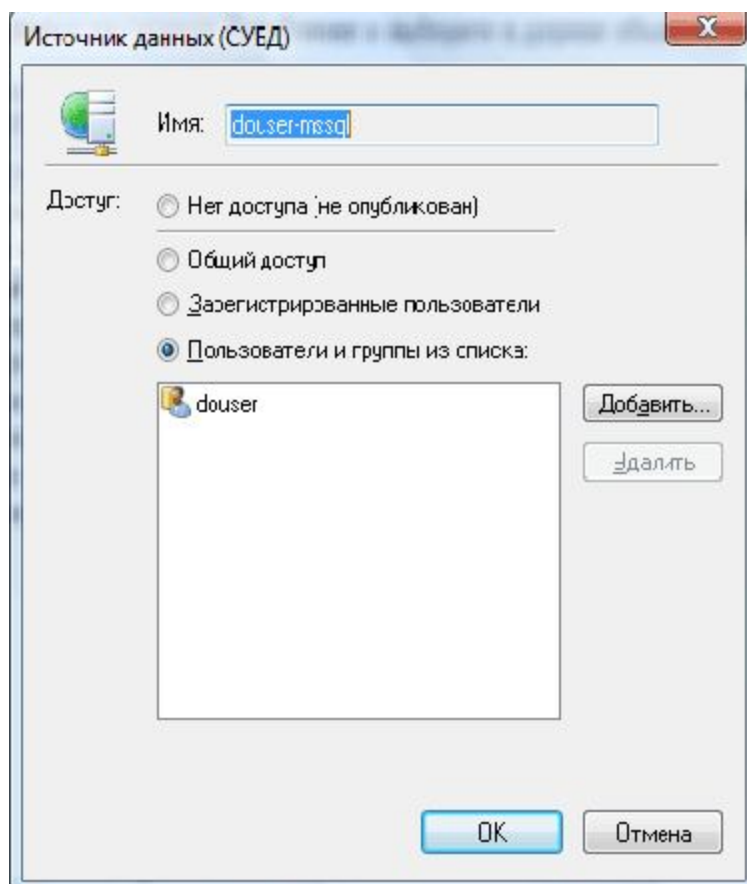 Источник данных (СУЕД)
Имя: douser-mssql
Доступ:
Нет доступа (не опубликован)
Общий доступ
Зарегистрированные пользователи
Пользователи и группы из списка:
douser
Добавить...
Удалить
ОК
Отмена